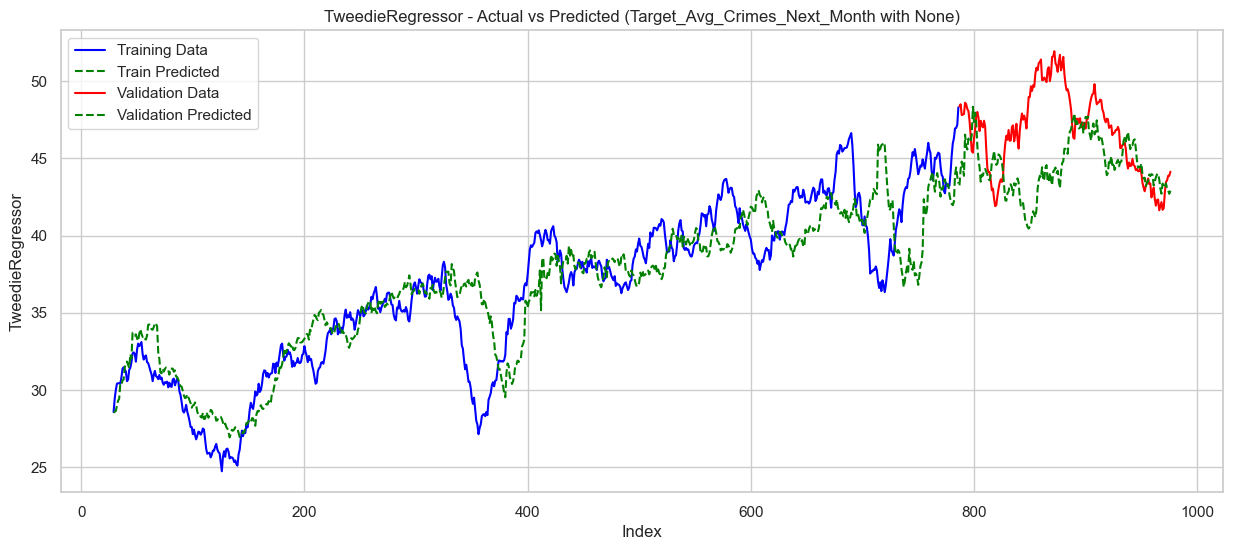 TweedieRegressor - Actual vs Predicted (Target_Avg_Crimes_Next_Month with None)
Training Data
Train Predicted
Validation Data
Validation Predicted
50
45
40
35
30
25
TweedieRegressor
0 200 400 600 800 1000
Index